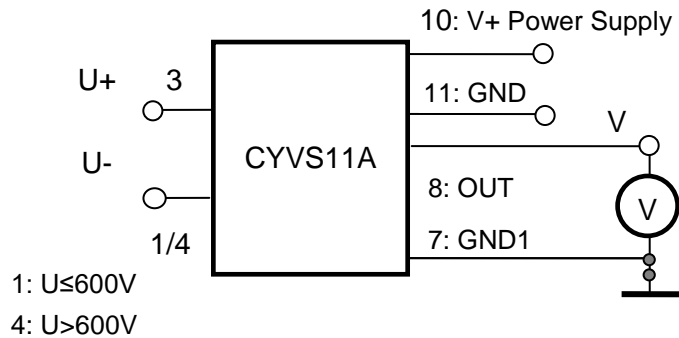 10: V+ Power Supply
U+
3
11: GND
V
U-
CYVS11A
8: OUT
V
1/4
7: GND1
1: U≤600V
4: U>600V